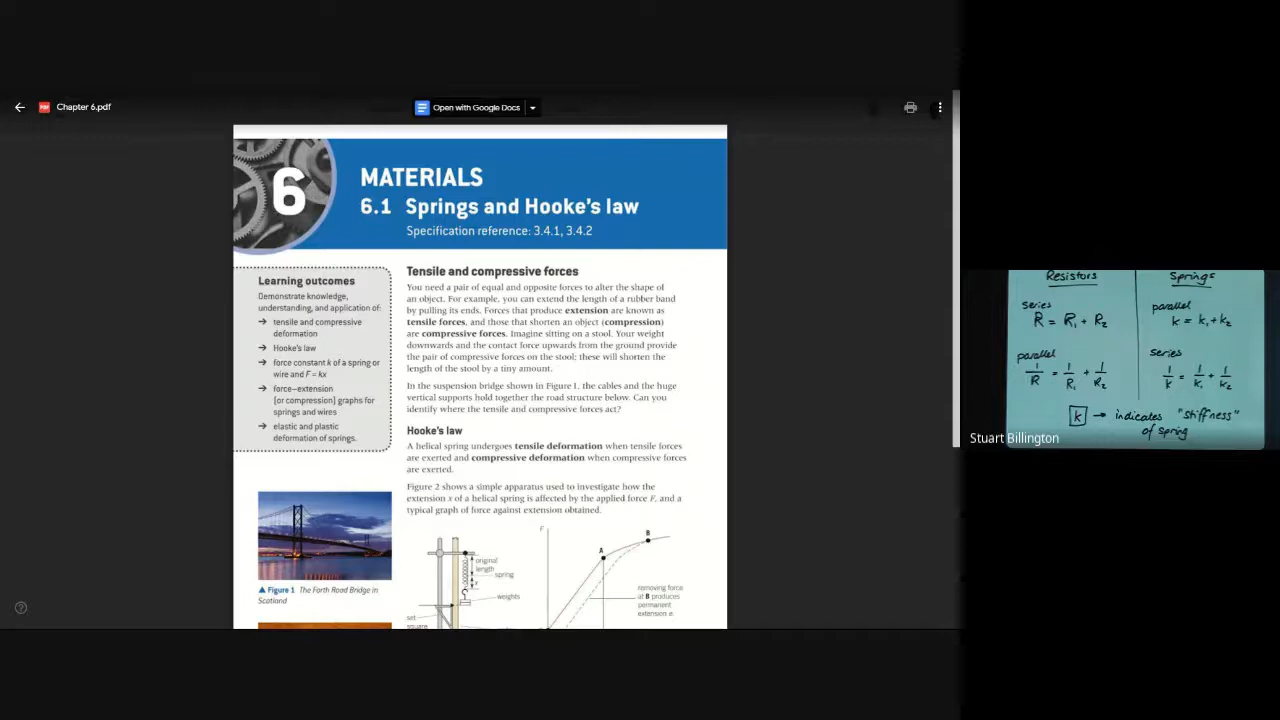 Chapter 6.pdf
Open with Google Docs
6
MATERIALS
6.1 Springs and Hooke's law
Specification reference: 3.4.1, 3.4.2
Learning outcomes
Demonstrate knowledge,
understanding, and application of:
→ tensile and compressive
deformation
→ Hooke's law
→ force constant k of a spring or
wire and F = kx
→ force–extension
(or compression) graphs for
springs and wires
→ elastic and plastic
deformation of springs.
▲ Figure 1 The Forth Road Bridge in
Scotland
Tensile and compressive forces
You need a pair of equal and opposite forces to alter the shape of
an object. For example, you can extend the length of a rubber band
by pulling its ends. Forces that produce extension are known as
tensile forces, and those that shorten an object (compression)
are compressive forces. Imagine sitting on a stool. Your weight
downwards and the contact force upwards from the ground provide
the pair of compressive forces on the stool; these will shorten the
length of the stool by a tiny amount.
In the suspension bridge shown in Figure 1, the cables and the huge
vertical supports hold together the road structure below. Can you
identify where the tensile and compressive forces act?
Hooke's law
A helical spring undergoes tensile deformation when tensile forces
are exerted and compressive deformation when compressive forces
are exerted.
Figure 2 shows a simple apparatus used to investigate how the
extension x of a helical spring is affected by the applied force F, and a
typical graph of force against extension obtained.
original
length
spring
x
weights
set
square
F
A
B
removing force
at B produces
permanent
extension e.
Resistors
Springs
series
R = R₁ + R₂
parallel
k = k₁ + k₂
parallel
1/R = 1/R₁ + 1/R₂
series
1/k = 1/k₁ + 1/k₂
k → indicates "stiffness"
of spring
Stuart Billington